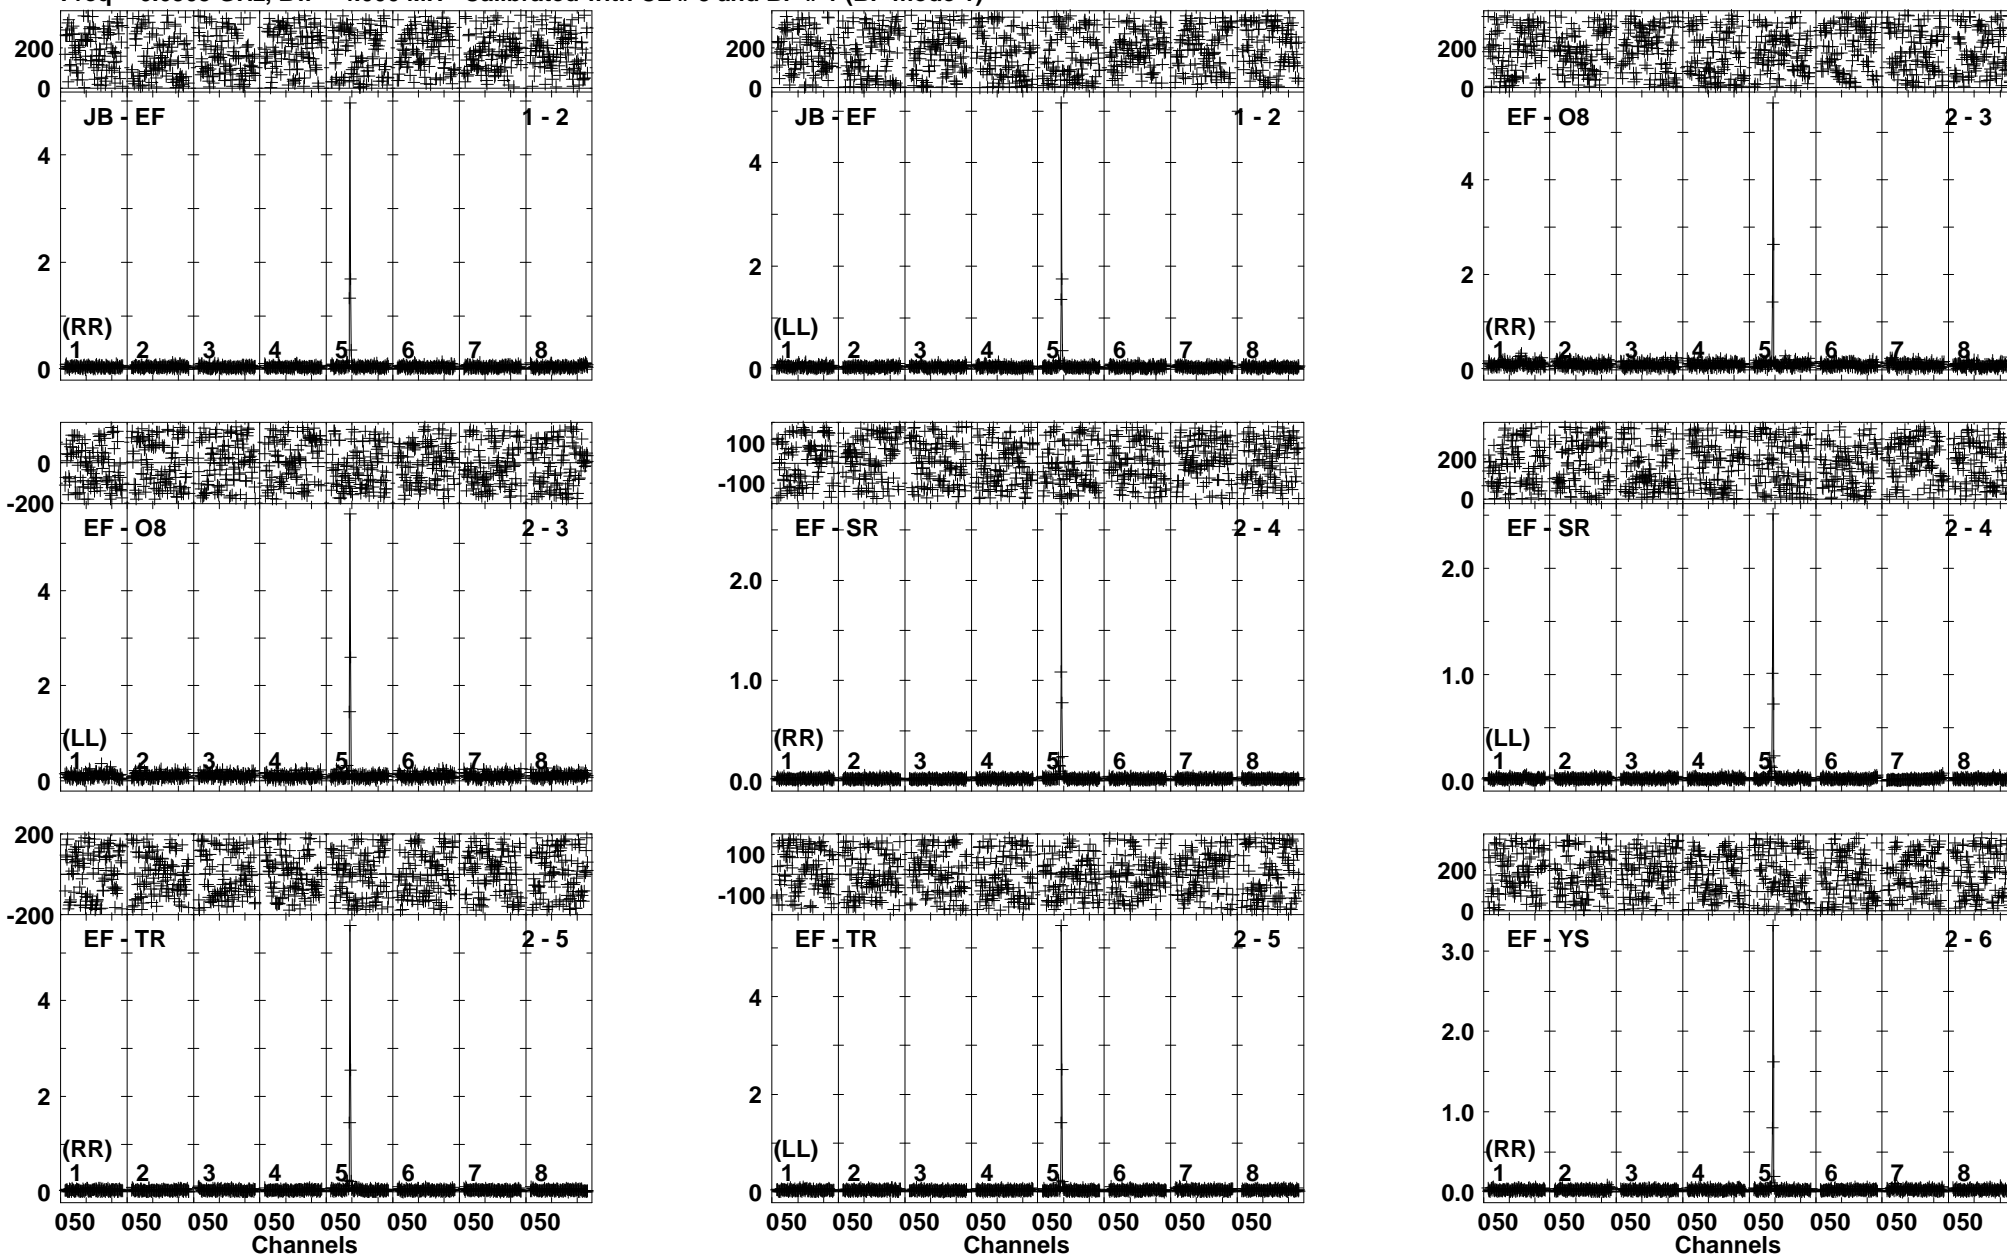 200 200 200
0 0 0
JB - EF 1 - 2 JB - EF 1 - 2 EF - O8 2 - 3
4 4 4
2 2 2
(RR) (LL) (RR)
1 2 3 4 5 6 7 8 1 2 3 4 5 6 7 8 1 2 3 4 5 6 7 8
0 0 0
0 100 200
-200 -100 0
EF - O8 2 - 3 EF - SR 2 - 4 EF - SR 2 - 4
4 2.0 2.0
2 1.0 1.0
(LL) (RR) (LL)
1 2 3 4 5 6 7 8 1 2 3 4 5 6 7 8 1 2 3 4 5 6 7 8
0 0.0 0.0
200 100 200
-200 -100 0
EF - TR 2 - 5 EF - TR 2 - 5 EF - YS 2 - 6
3.0
4 4 2.0
2 2 1.0
(RR) (LL) (RR)
1 2 3 4 5 6 7 8 1 2 3 4 5 6 7 8 1 2 3 4 5 6 7 8
0 0 0.0
050 050 050 050 050 050 050 050 050 050 050 050 050 050 050 050 050 050 050 050 050 050 050 050
Channels Channels Channels